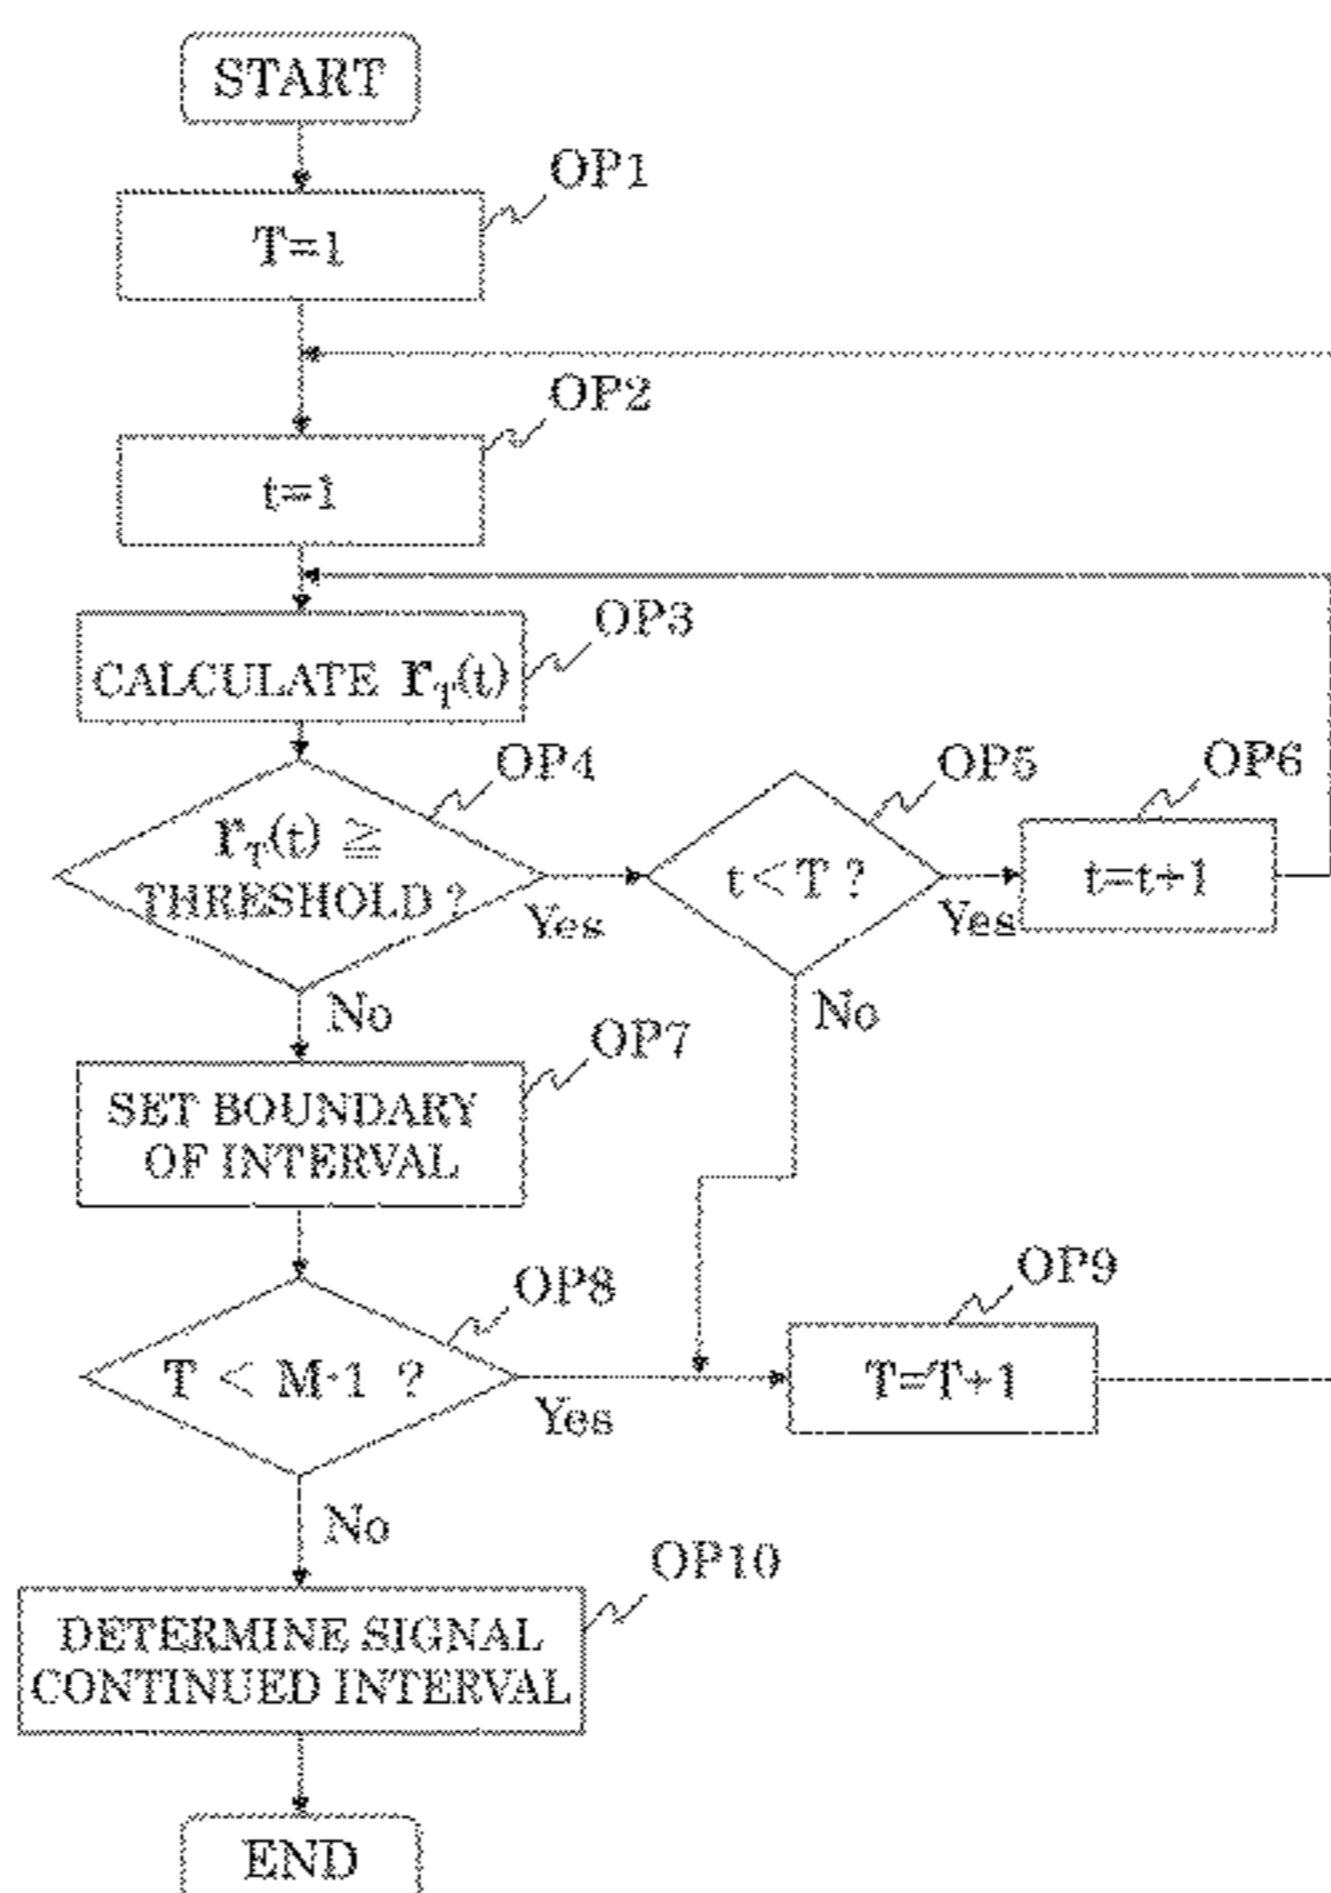 START
OP1
T=1
OP2
t=1
OP3
CALCULATE r_T(t)
OP4
r_T(t) ≧
THRESHOLD ?
Yes
No
OP5
t<T ?
Yes
No
OP6
t=t+1
OP7
SET BOUNDARY
OF INTERVAL
OP8
T < M-1 ?
Yes
No
OP9
T=T+1
OP10
DETERMINE SIGNAL
CONTINUED INTERVAL
END